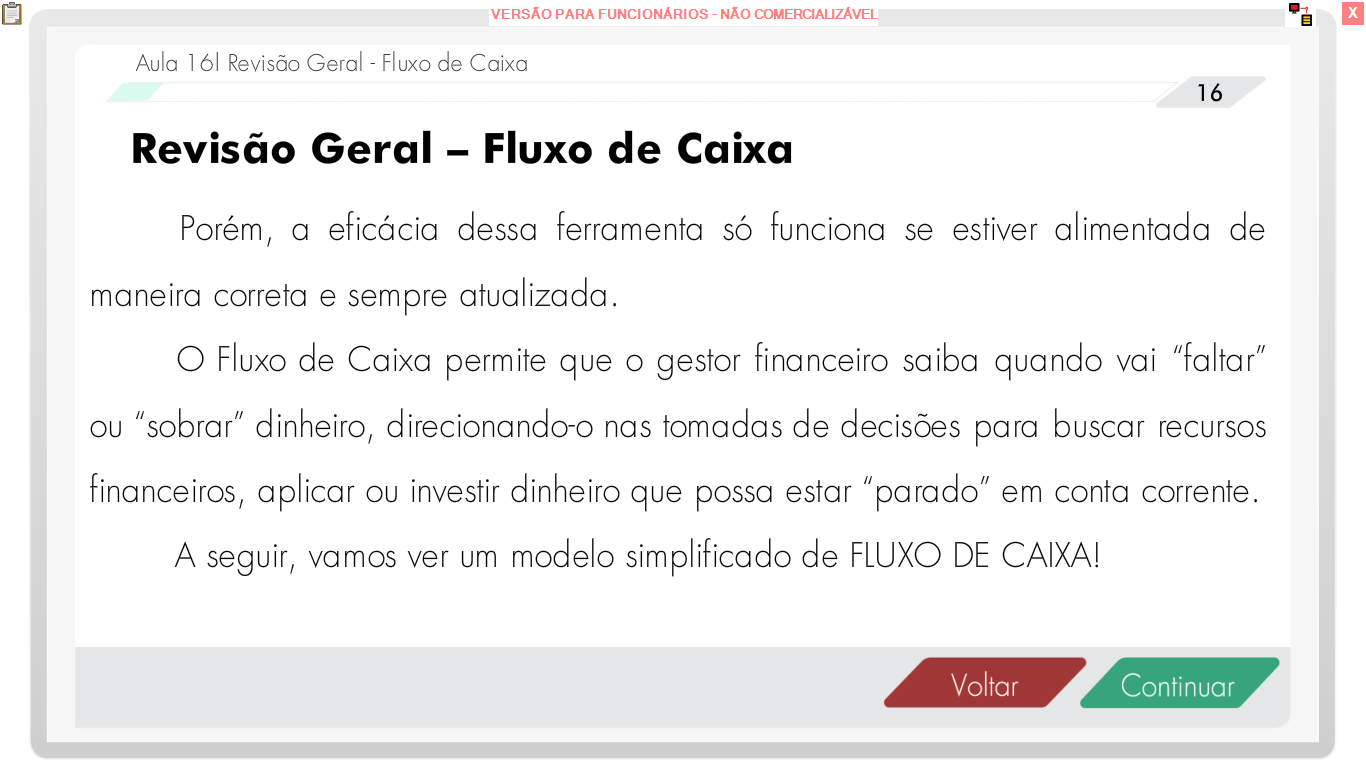 VERSÃO PARA FUNCIONÁRIOS - NÃO COMERCIALIZÁVEL
X
Aula 16l Revisão Geral - Fluxo de Caixa
16
Revisão Geral – Fluxo de Caixa
Porém, a eficácia dessa ferramenta só funciona se estiver alimentada de
maneira correta e sempre atualizada.
O Fluxo de Caixa permite que o gestor financeiro saiba quando vai “faltar”
ou “sobrar” dinheiro, direcionando-o nas tomadas de decisões para buscar recursos
financeiros, aplicar ou investir dinheiro que possa estar “parado” em conta corrente.
A seguir, vamos ver um modelo simplificado de FLUXO DE CAIXA!
Voltar
Continuar